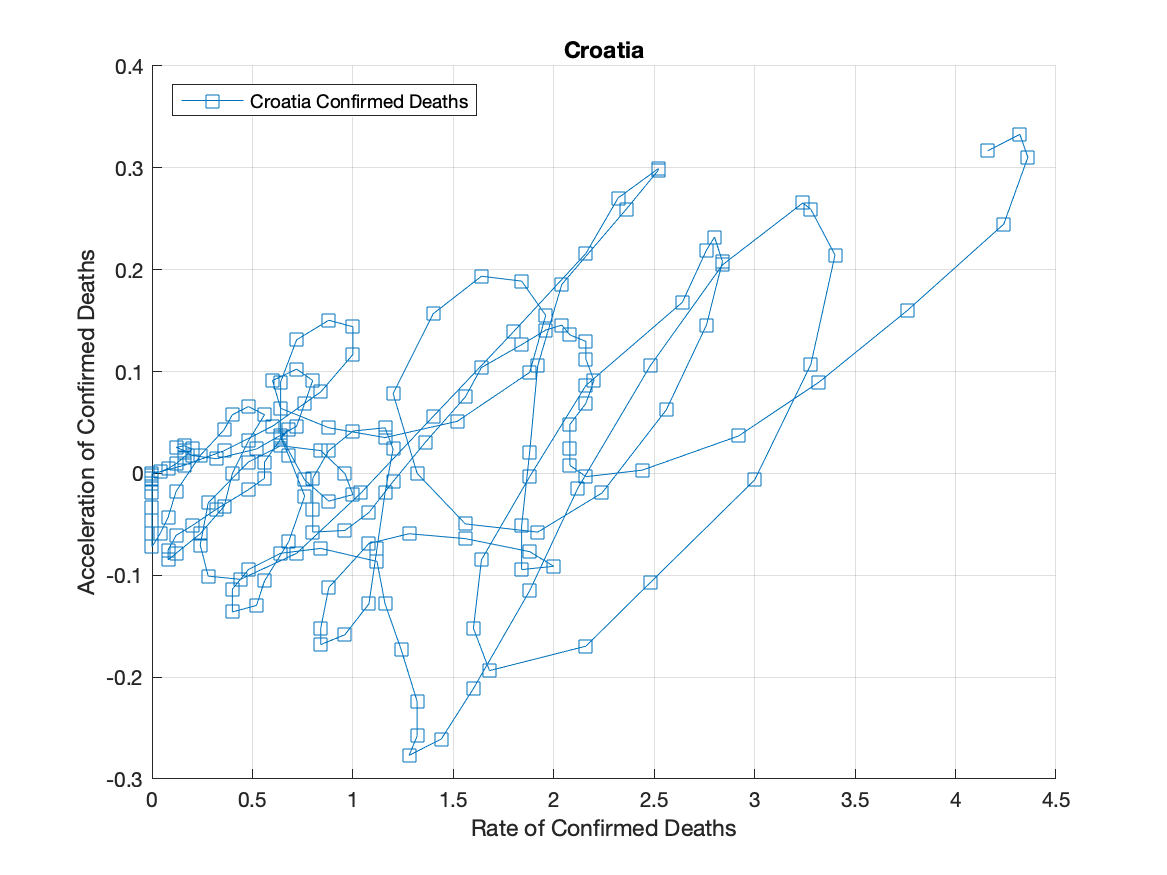 Croatia
Croatia Confirmed Deaths
Acceleration of Confirmed Deaths
0.4
0.3
0.2
0.1
0
-0.1
-0.2
-0.3
0 0.5 1 1.5 2 2.5 3 3.5 4 4.5
Rate of Confirmed Deaths